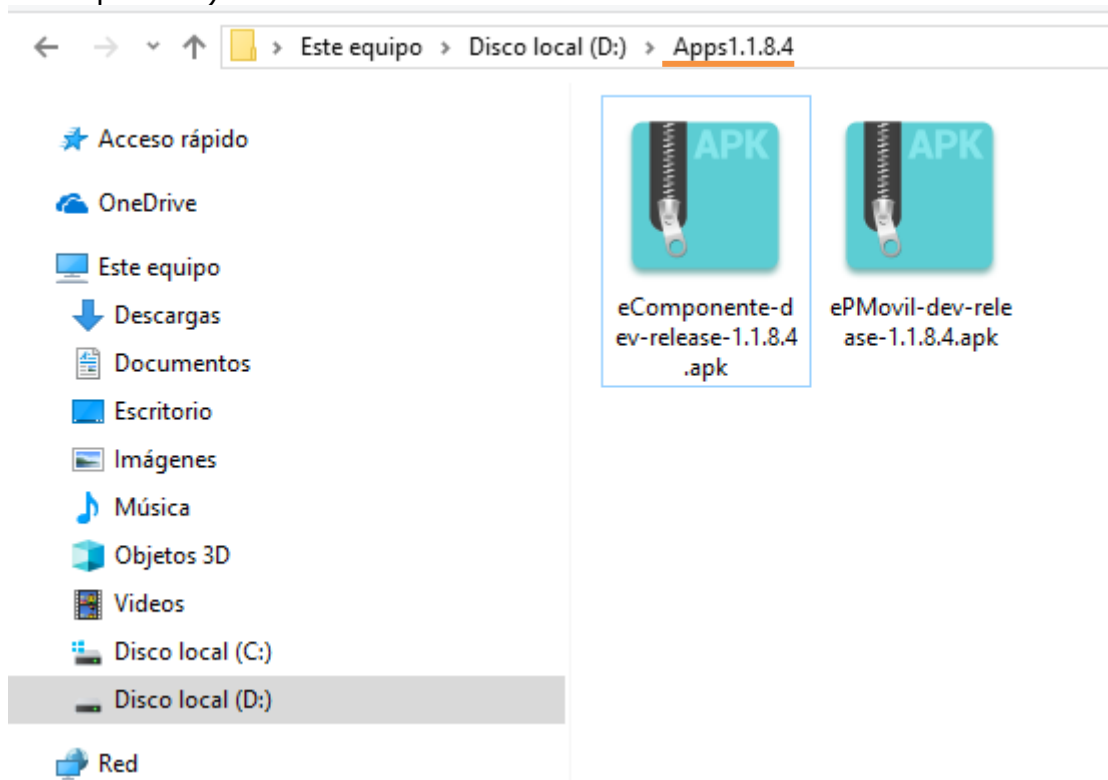 Este equipo > Disco local (D:) > Apps1.1.8.4
Acceso rápido
OneDrive
Este equipo
Descargas
Documentos
Escritorio
Imágenes
Música
Objetos 3D
Videos
Disco local (C:)
Disco local (D:)
Red
APK
eComponente-d
ev-release-1.1.8.4
.apk
APK
ePMovil-dev-rele
ase-1.1.8.4.apk